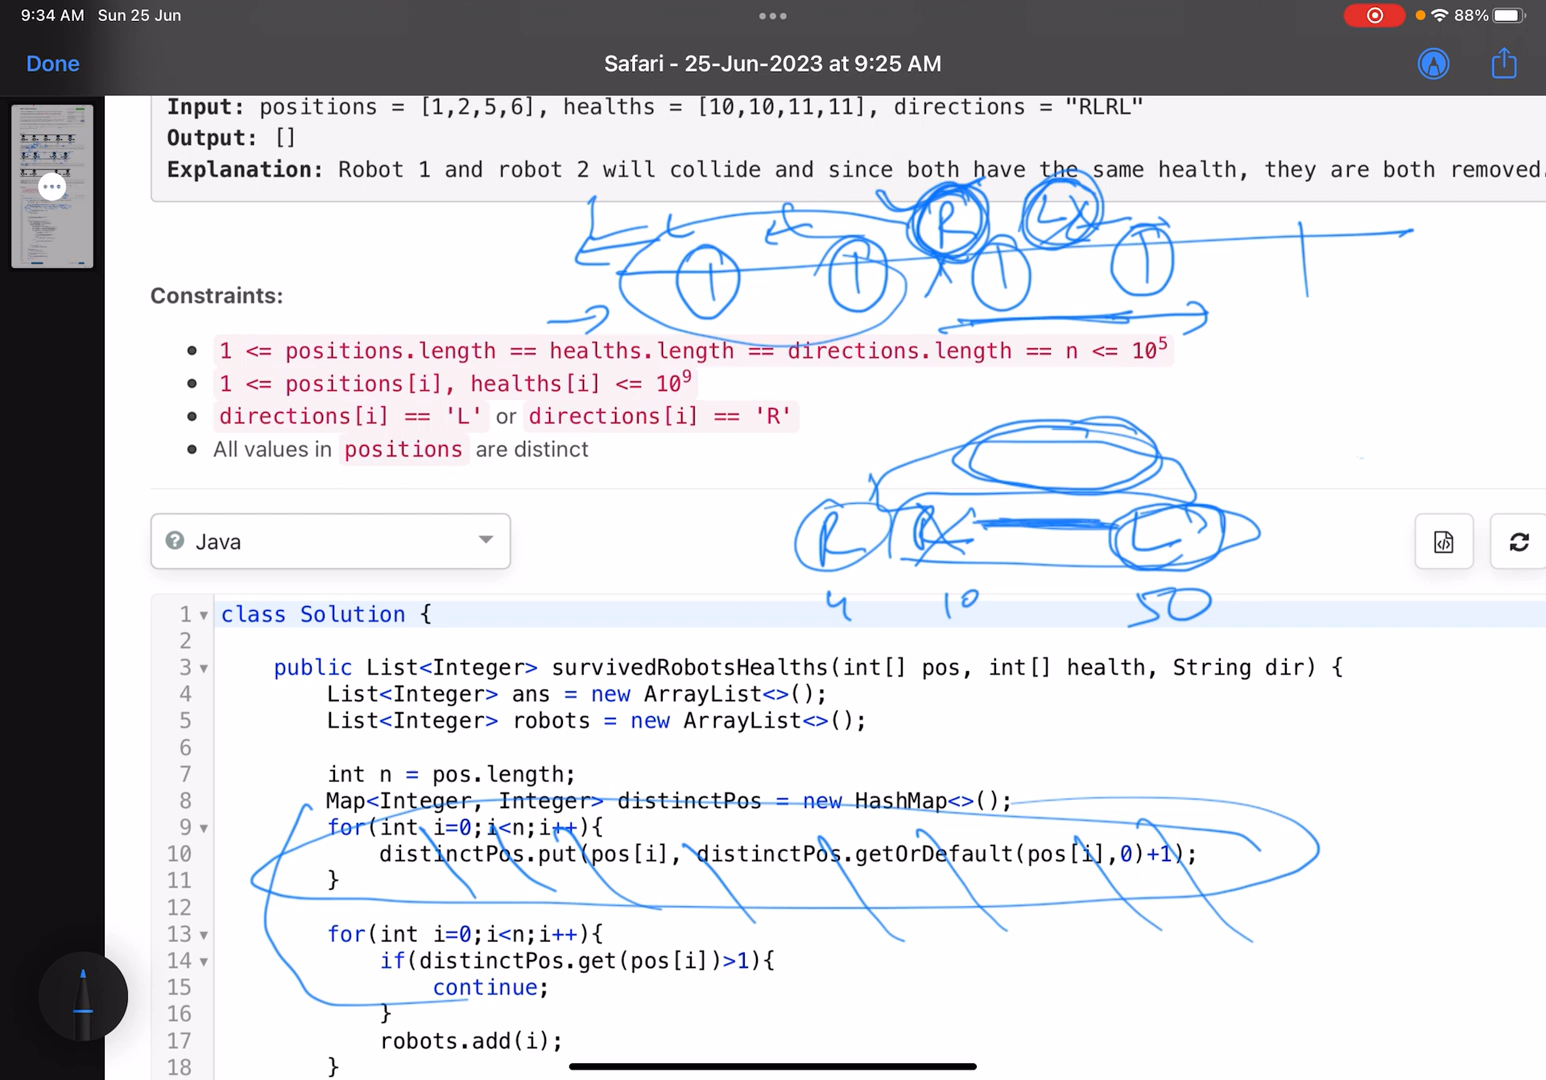 9:34 AM Sun 25 Jun
88%
Done
Safari - 25-Jun-2023 at 9:25 AM
Input: positions = [1,2,5,6], healths = [10,10,11,11], directions = "RLRL"
Output: []
Explanation: Robot 1 and robot 2 will collide and since both have the same health, they are both removed.
R L
Constraints:
1 <= positions.length == healths.length == directions.length == n <= 10^5
1 <= positions[i], healths[i] <= 10^9
directions[i] == 'L' or directions[i] == 'R'
All values in positions are distinct
R R L
4 10 50
Java
1 class Solution {
2
3 public List<Integer> survivedRobotsHealths(int[] pos, int[] health, String dir) {
4 List<Integer> ans = new ArrayList<>();
5 List<Integer> robots = new ArrayList<>();
6
7 int n = pos.length;
8 Map<Integer, Integer> distinctPos = new HashMap<>();
9 for(int i=0;i<n;i++){
10 distinctPos.put(pos[i], distinctPos.getOrDefault(pos[i],0)+1);
11 }
12
13 for(int i=0;i<n;i++){
14 if(distinctPos.get(pos[i])>1){
15 continue;
16 }
17 robots.add(i);
18 }